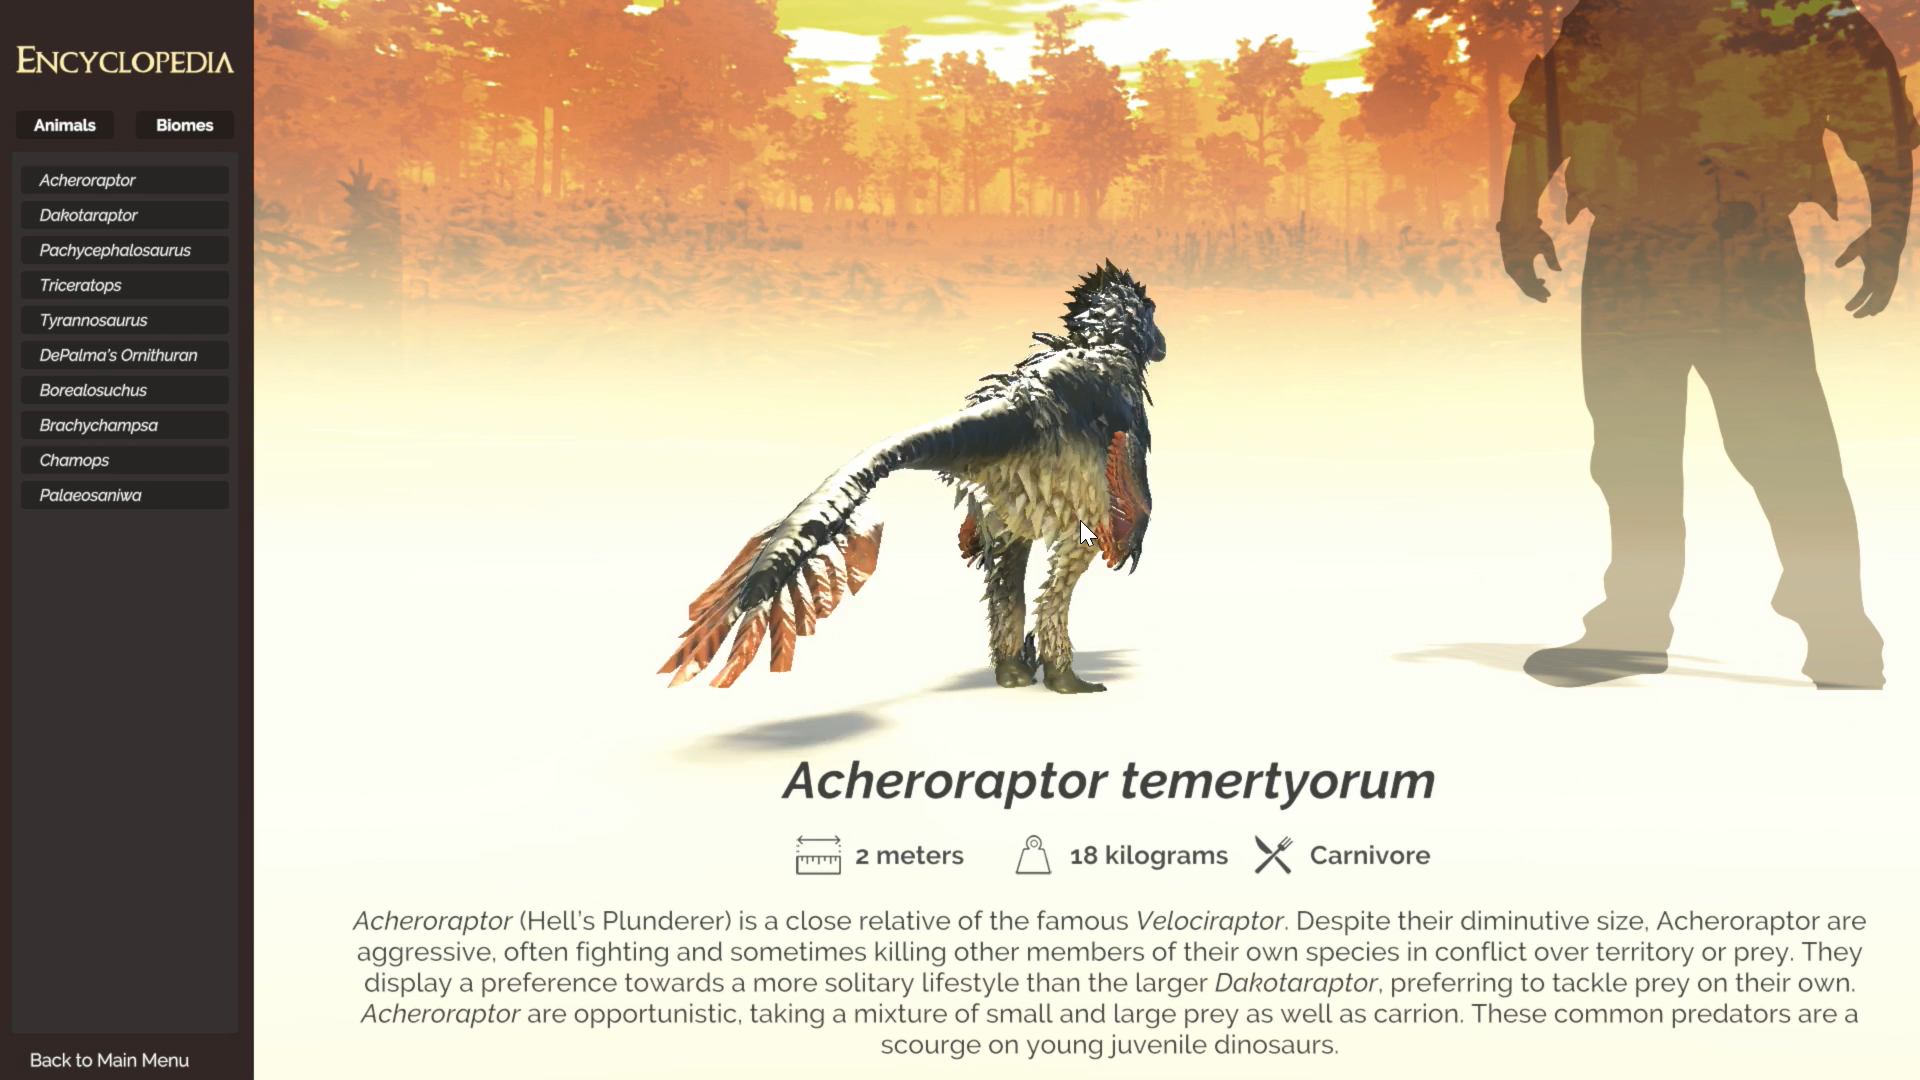 ENCYCLOPEDIA
Animals
Biomes
Acheroraptor
Dakotaraptor
Pachycephalosaurus
Triceratops
Tyrannosaurus
DePalma's Ornithuran
Borealosuchus
Brachychampsa
Chamops
Palaeosaniwa
Back to Main Menu
Acheroraptor temertyorum
2 meters
18 kilograms
Carnivore
Acheroraptor (Hell's Plunderer) is a close relative of the famous Velociraptor. Despite their diminutive size, Acheroraptor are
aggressive, often fighting and sometimes killing other members of their own species in conflict over territory or prey. They
display a preference towards a more solitary lifestyle than the larger Dakotaraptor, preferring to tackle prey on their own.
Acheroraptor are opportunistic, taking a mixture of small and large prey as well as carrion. These common predators are a
scourge on young juvenile dinosaurs.